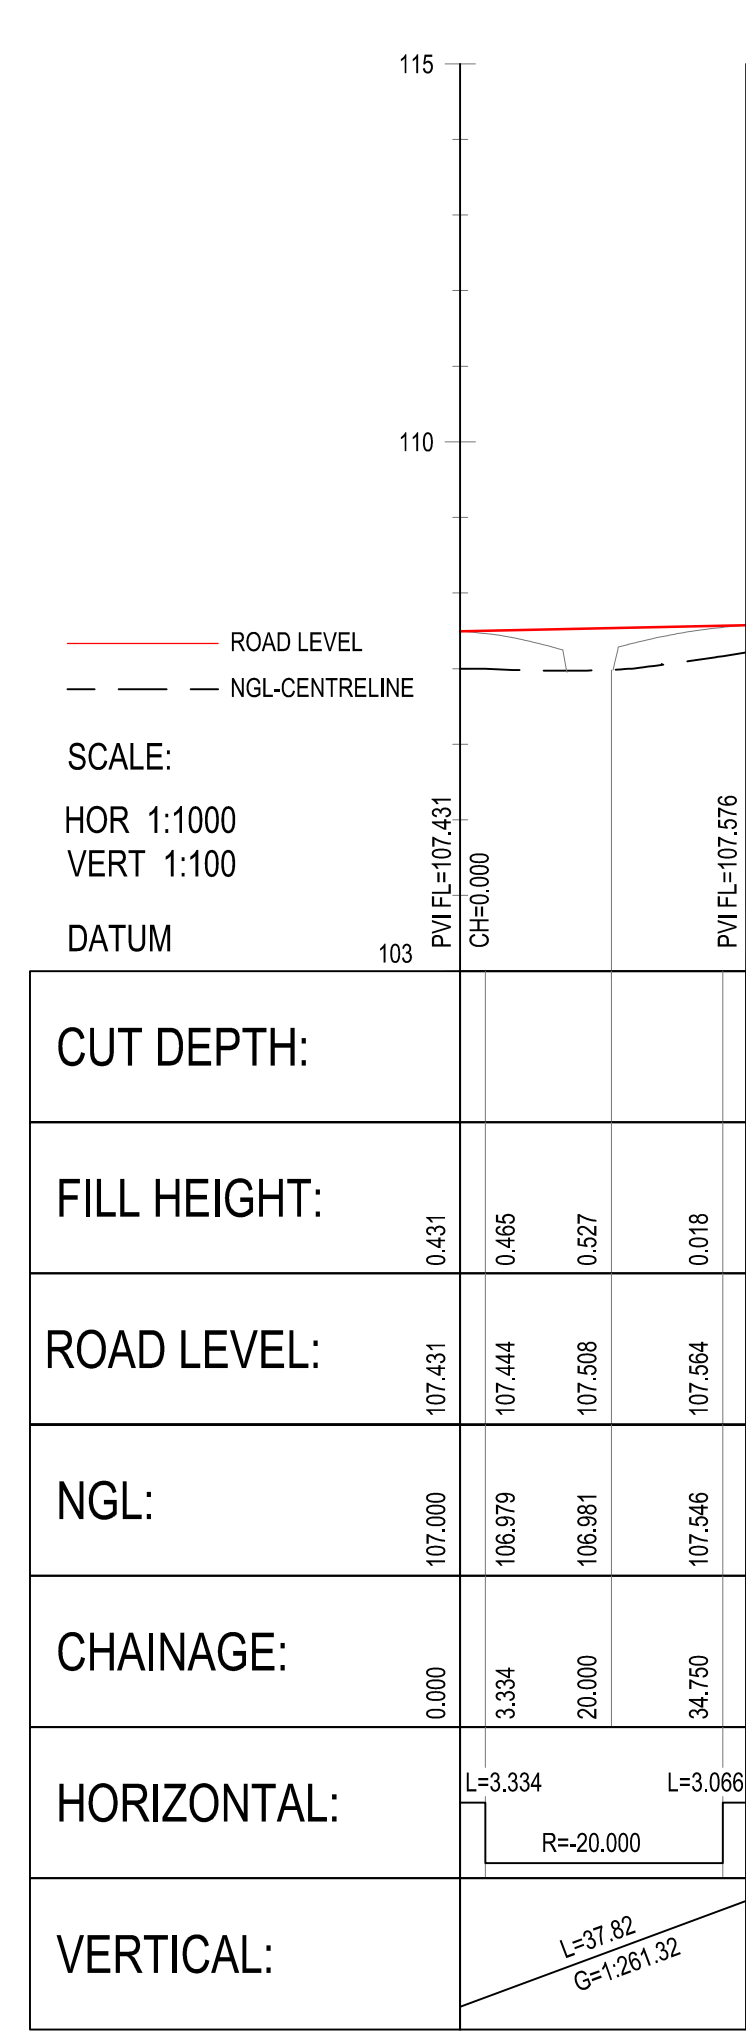 115
110
ROAD LEVEL
NGL-CENTRELINE
SCALE:
HOR 1:1000
VERT 1:100
DATUM 103
PVI FL=107.431
CH=0.000
PVI FL=107.576
CUT DEPTH:
FILL HEIGHT: 0.431 0.465 0.527 0.018
ROAD LEVEL: 107.431 107.444 107.508 107.564
NGL: 107.000 106.979 106.981 107.546
CHAINAGE: 0.000 3.334 20.000 34.750
HORIZONTAL: L=3.334 L=3.066
R=-20.000
VERTICAL: L=37.82
G=1:261.32